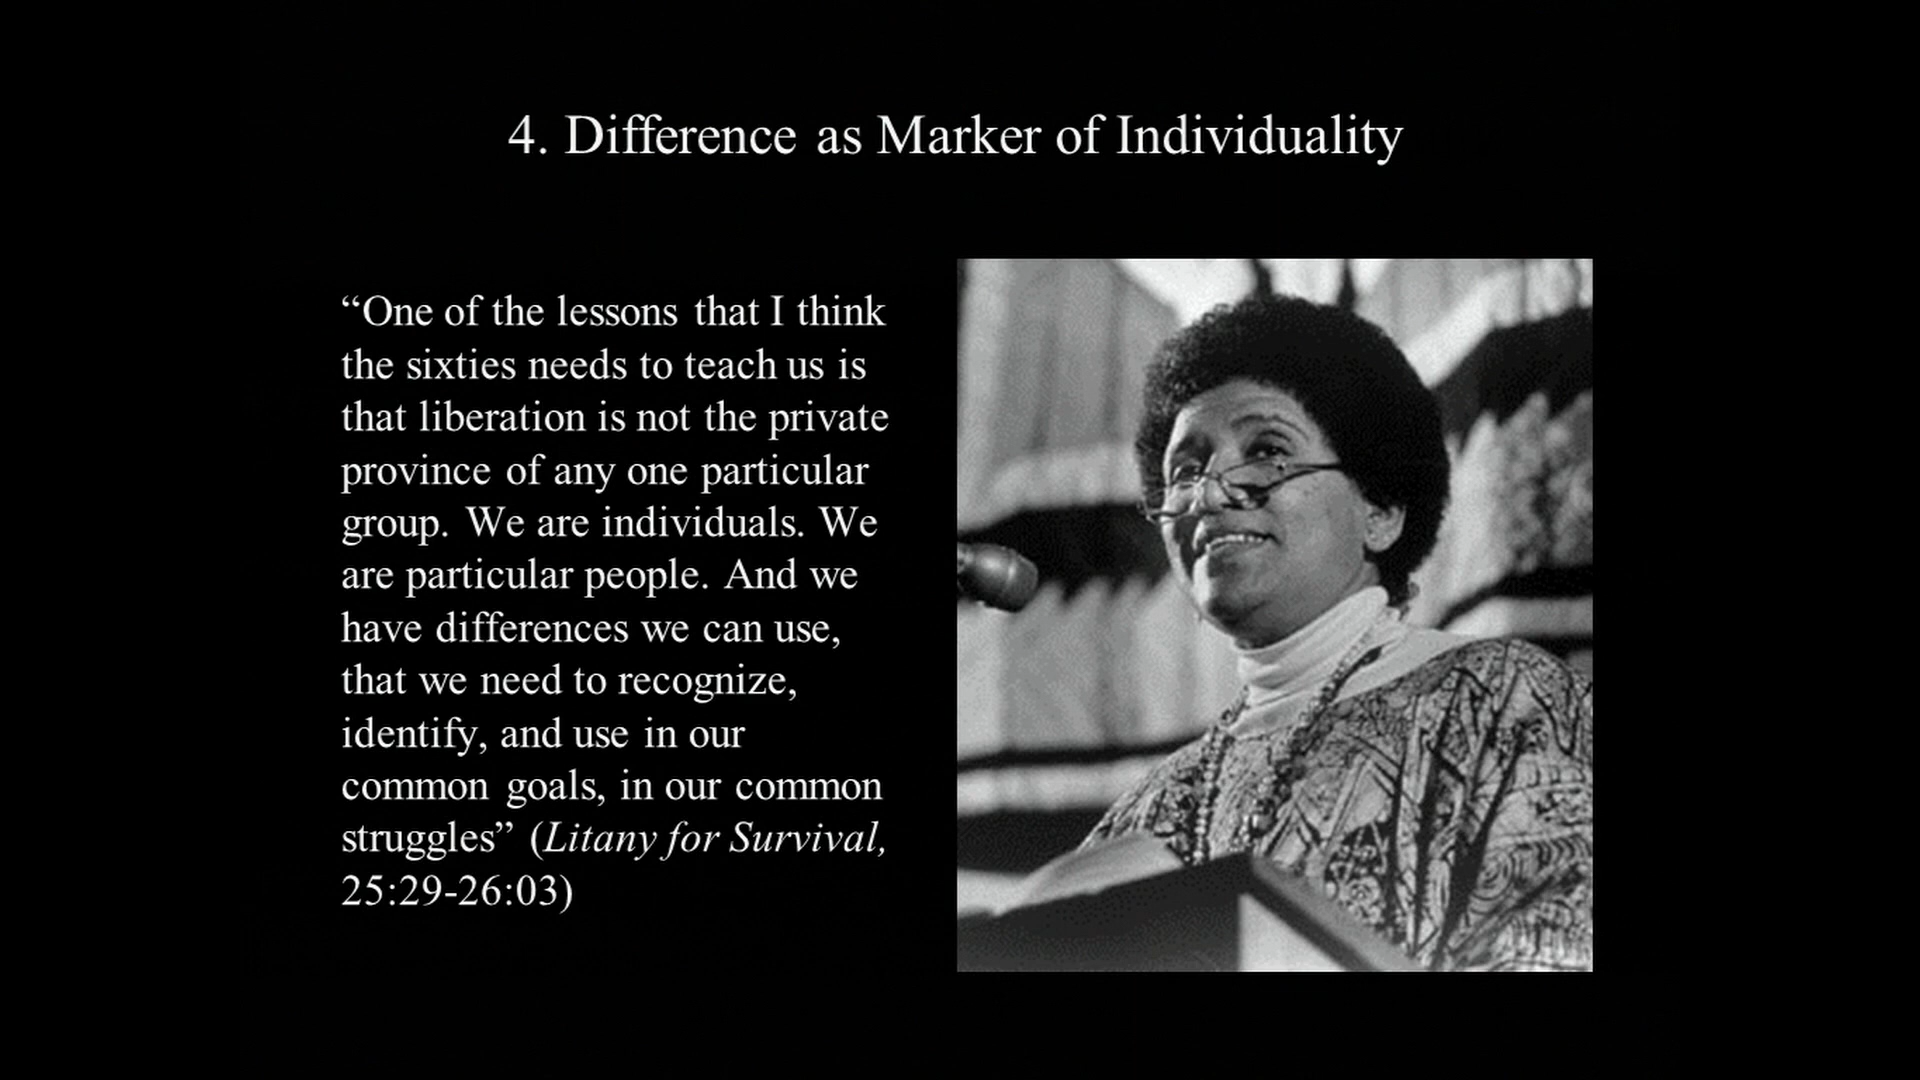 4. Difference as Marker of Individuality
“One of the lessons that I think
the sixties needs to teach us is
that liberation is not the private
province of any one particular
group. We are individuals. We
are particular people. And we
have differences we can use,
that we need to recognize,
identify, and use in our
common goals, in our common
struggles” (Litany for Survival,
25:29-26:03)